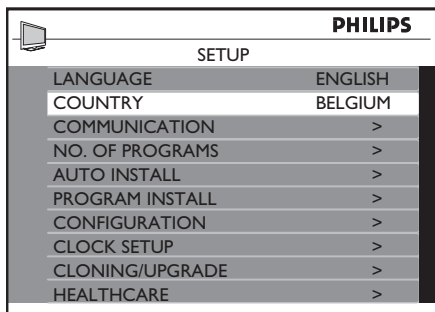 PHILIPS
SETUP
LANGUAGE ENGLISH
COUNTRY BELGIUM
COMMUNICATION >
NO. OF PROGRAMS >
AUTO INSTALL >
PROGRAM INSTALL >
CONFIGURATION >
CLOCK SETUP >
CLONING/UPGRADE >
HEALTHCARE >